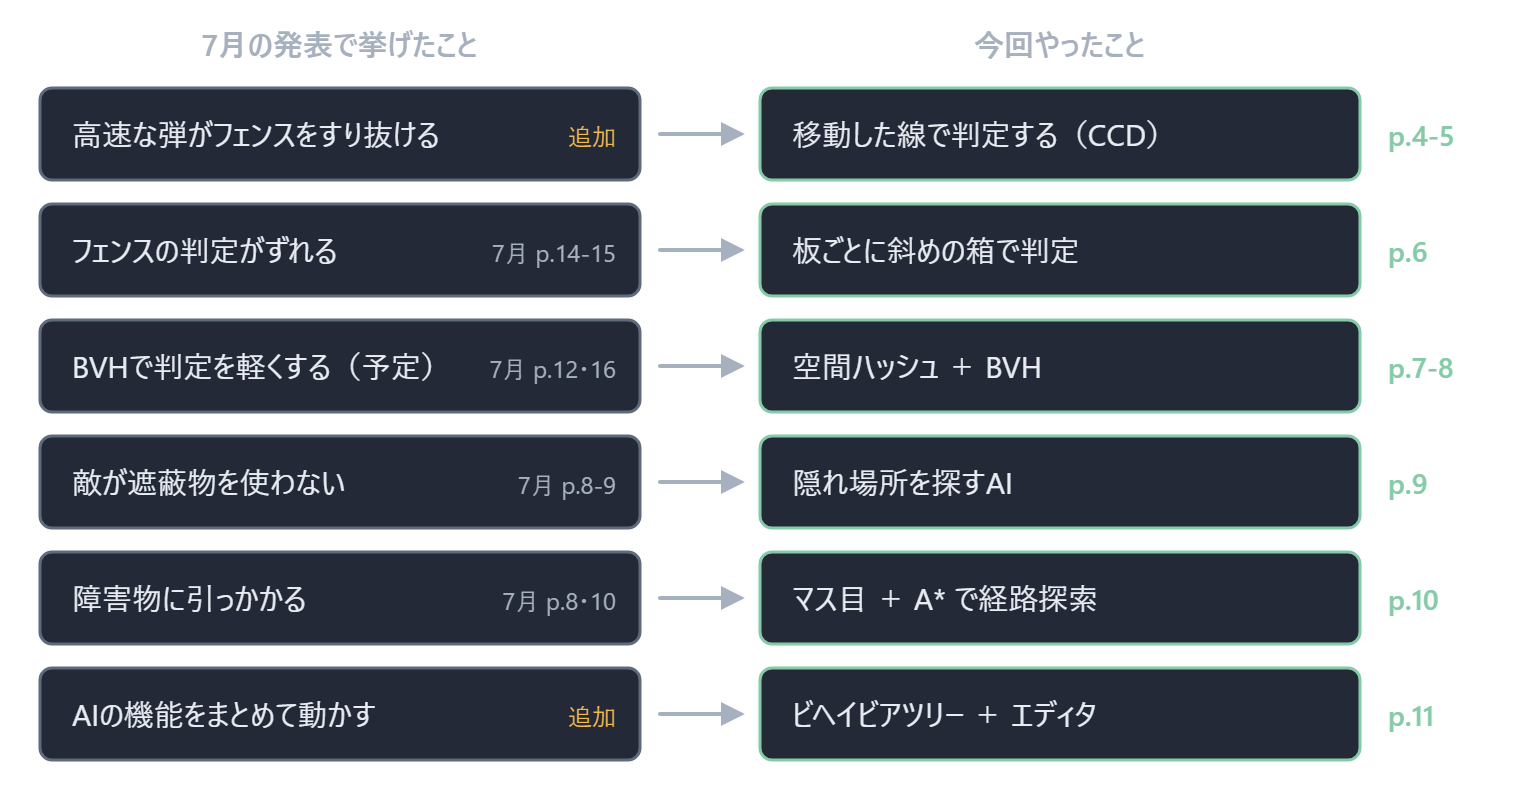 7月の発表で挙げたこと 今回やったこと
高速な弾がフェンスをすり抜ける 追加 移動した線で判定する（CCD） p.4-5
フェンスの判定がずれる 7月 p.14-15 板ごとに斜めの箱で判定 p.6
BVHで判定を軽くする（予定） 7月 p.12・16 空間ハッシュ ＋ BVH p.7-8
敵が遮蔽物を使わない 7月 p.8-9 隠れ場所を探すAI p.9
障害物に引っかかる 7月 p.8・10 マス目 ＋ A* で経路探索 p.10
AIの機能をまとめて動かす 追加 ビヘイビアツリー ＋ エディタ p.11